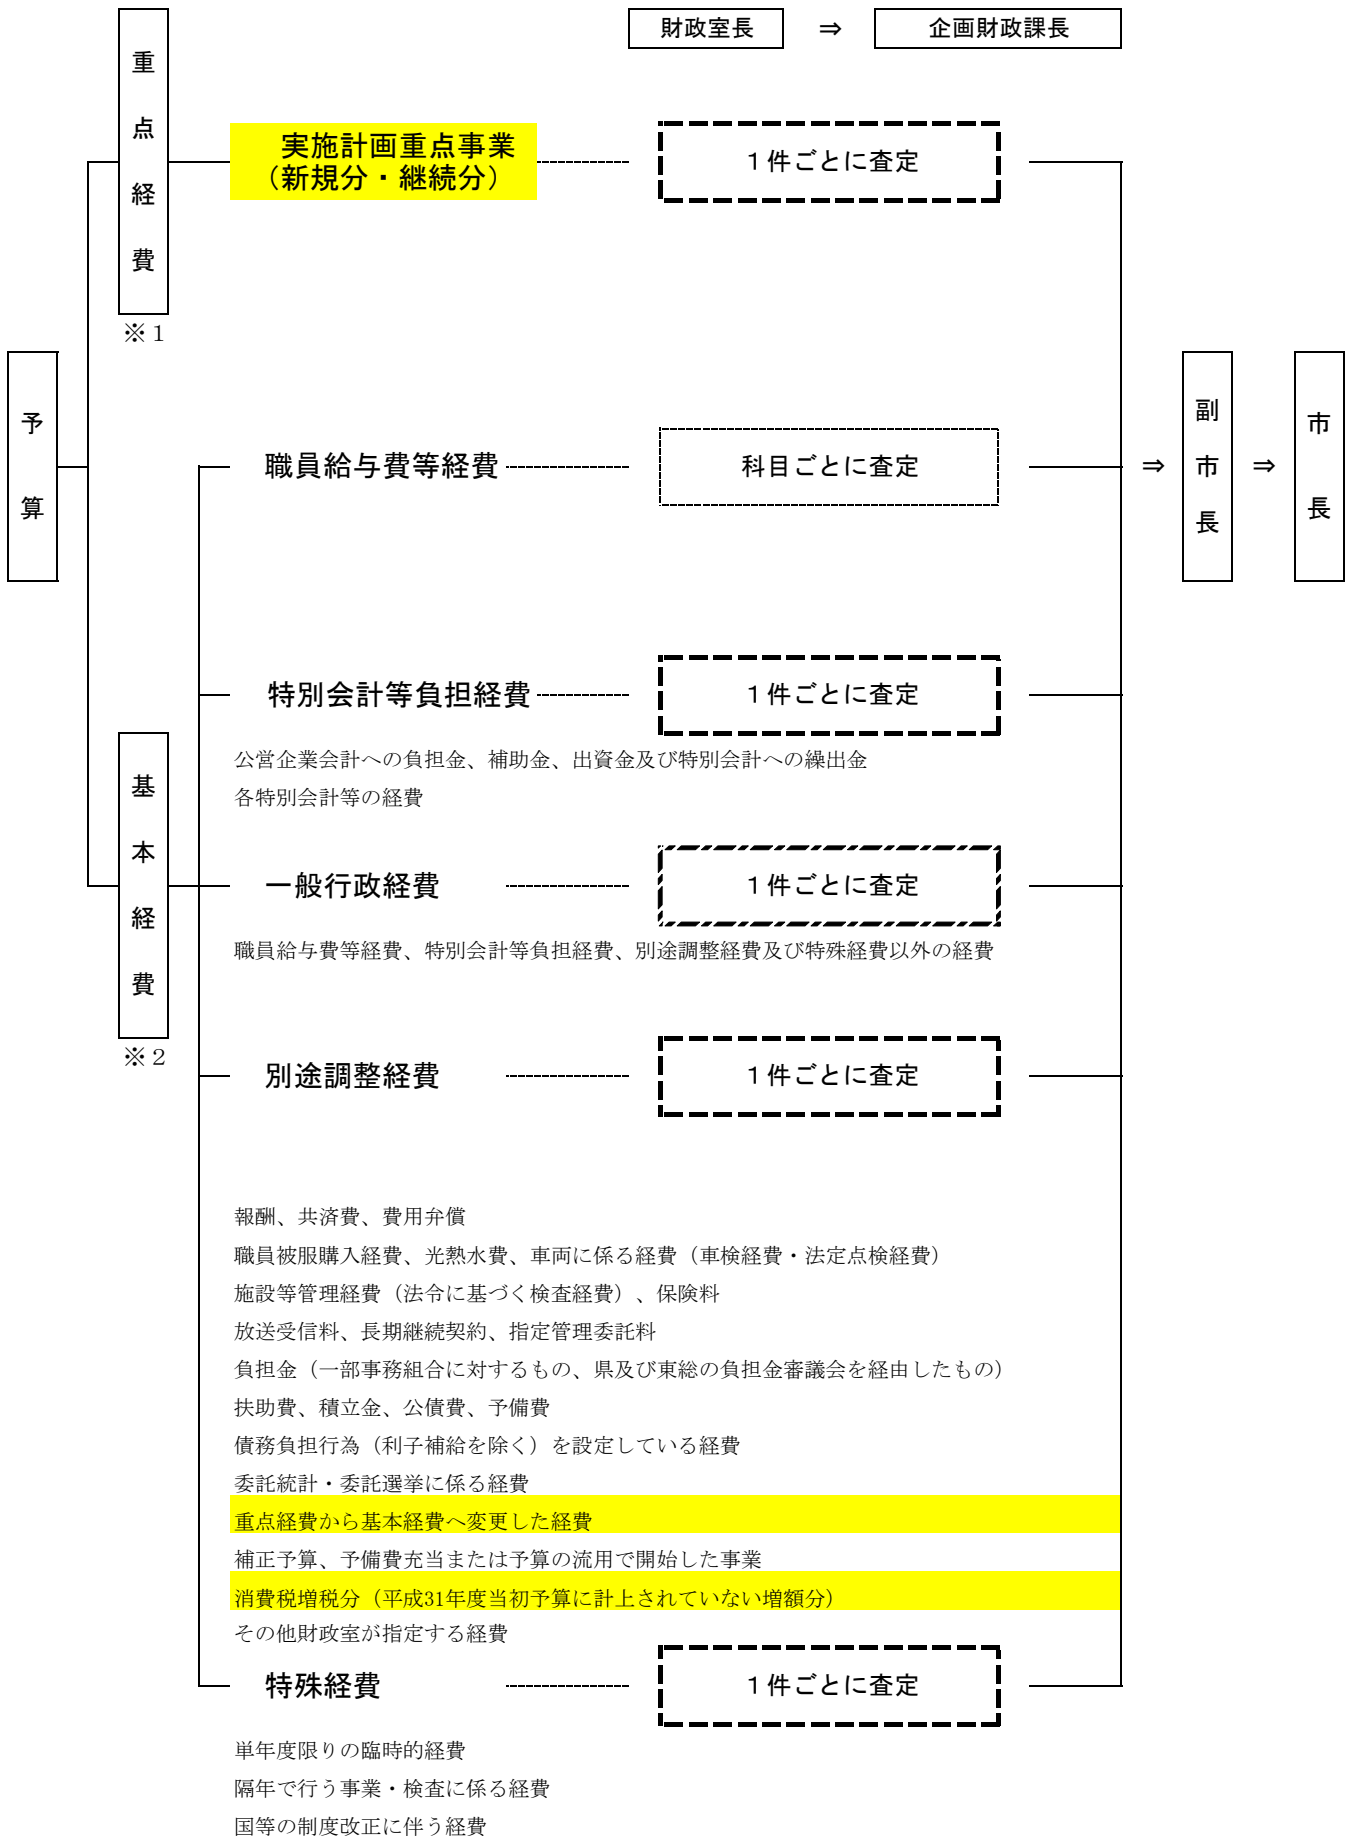 財政室長 ⇒ 企画財政課長
重点経費
※１
実施計画重点事業
（新規分・継続分）
１件ごとに査定
予算
職員給与費等経費
科目ごとに査定
⇒
副市長
⇒
市長
特別会計等負担経費
１件ごとに査定
公営企業会計への負担金、補助金、出資金及び特別会計への繰出金
各特別会計等の経費
基本経費
※２
一般行政経費
１件ごとに査定
職員給与費等経費、特別会計等負担経費、別途調整経費及び特殊経費以外の経費
別途調整経費
１件ごとに査定
報酬、共済費、費用弁償
職員被服購入経費、光熱水費、車両に係る経費（車検経費・法定点検経費）
施設等管理経費（法令に基づく検査経費）、保険料
放送受信料、長期継続契約、指定管理委託料
負担金（一部事務組合に対するもの、県及び東総の負担金審議会を経由したもの）
扶助費、積立金、公債費、予備費
債務負担行為（利子補給を除く）を設定している経費
委託統計・委託選挙に係る経費
重点経費から基本経費へ変更した経費
補正予算、予備費充当または予算の流用で開始した事業
消費税増税分（平成31年度当初予算に計上されていない増額分）
その他財政室が指定する経費
特殊経費
１件ごとに査定
単年度限りの臨時的経費
隔年で行う事業・検査に係る経費
国等の制度改正に伴う経費